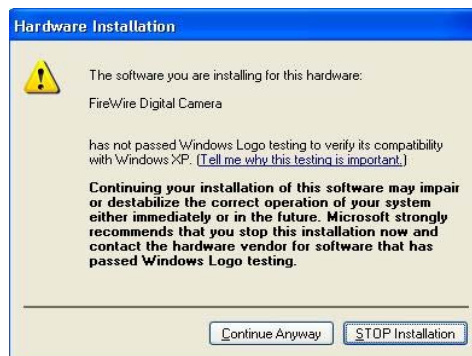 Hardware Installation
The software you are installing for this hardware:
FireWire Digital Camera
has not passed Windows Logo testing to verify its compatibility
with Windows XP. (Tell me why this testing is important.)
Continuing your installation of this software may impair
or destabilize the correct operation of your system
either immediately or in the future. Microsoft strongly
recommends that you stop this installation now and
contact the hardware vendor for software that has
passed Windows Logo testing.
Continue Anyway
STOP Installation